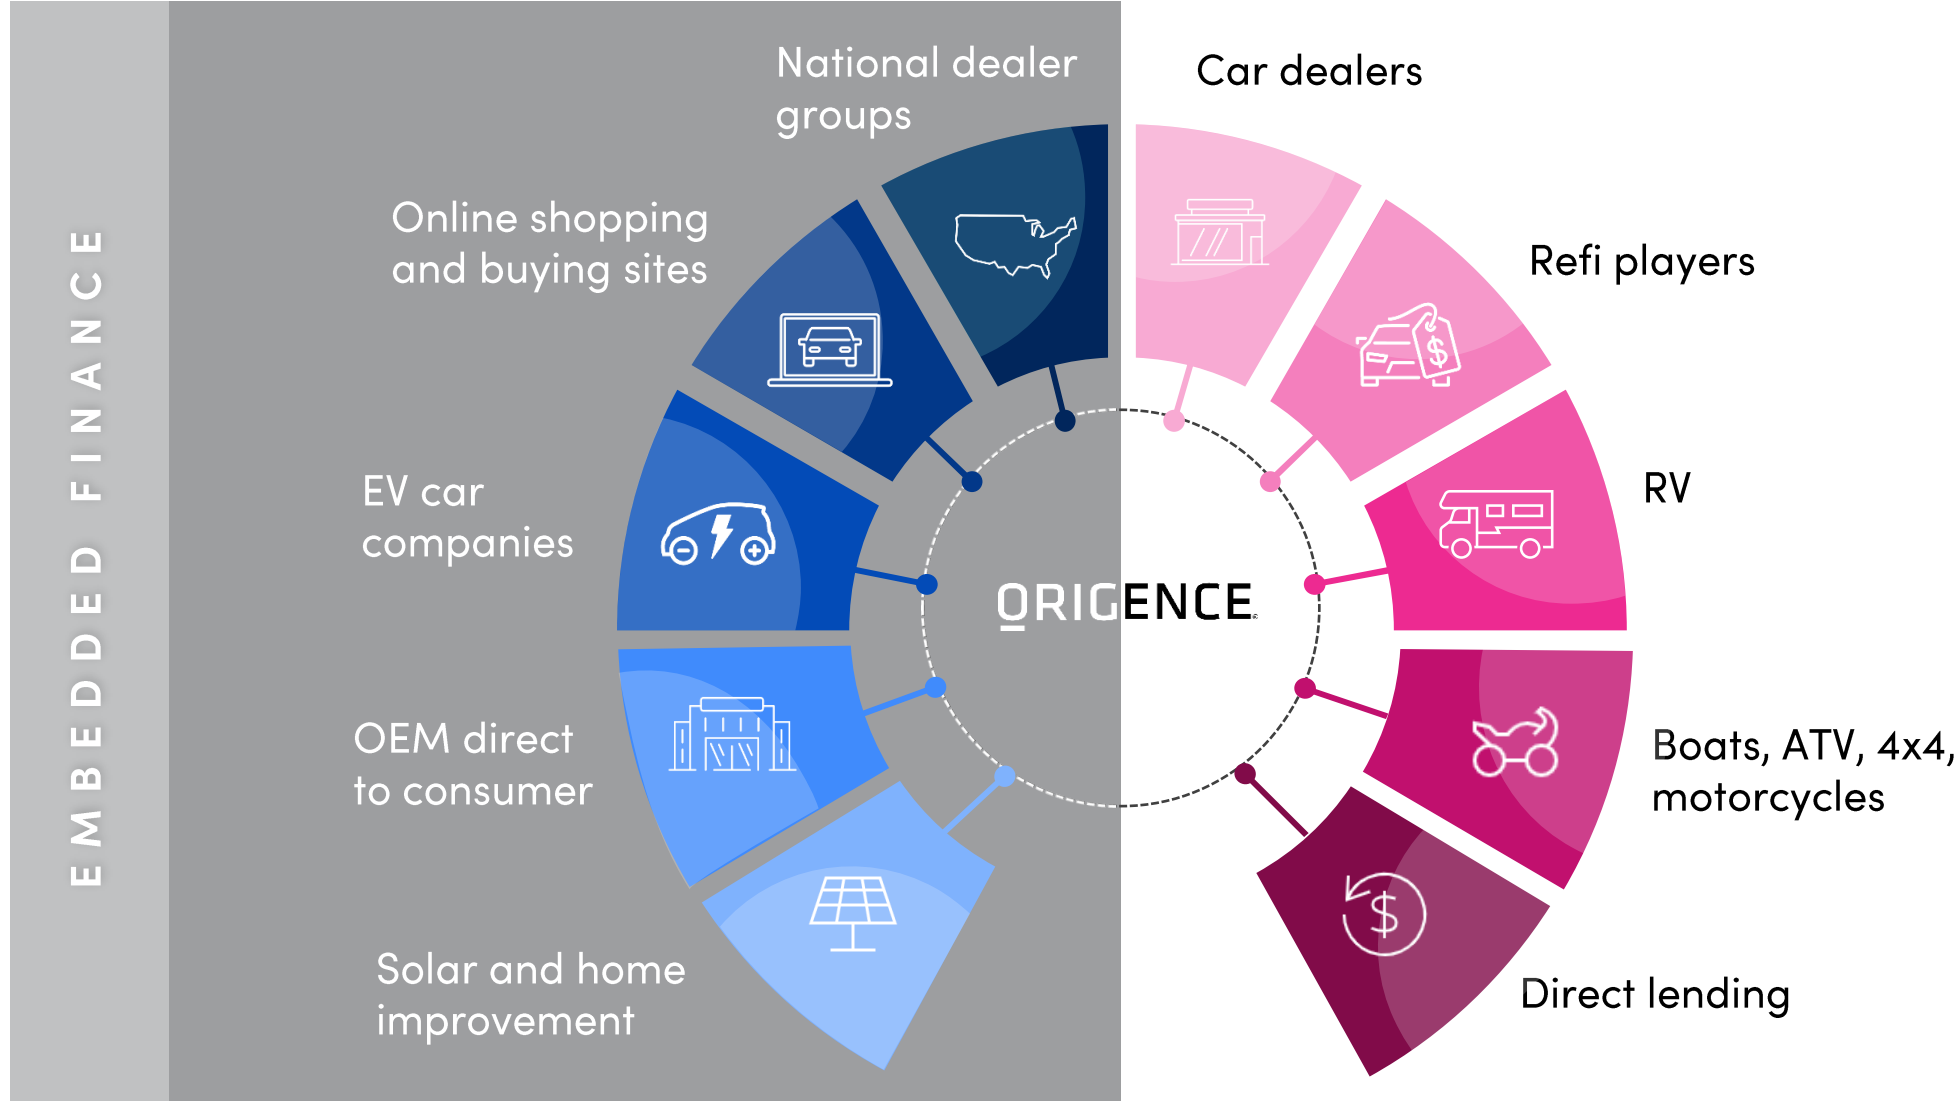 EMBEDDED FINANCE
National dealer
groups
Online shopping
and buying sites
EV car
companies
OEM direct
to consumer
Solar and home
improvement
ORIGENCE
Car dealers
Refi players
RV
Boats, ATV, 4x4,
motorcycles
Direct lending
$
$